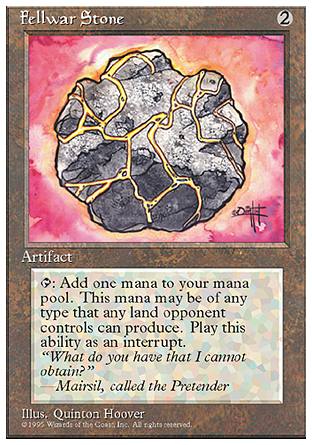 Fellwar Stone 2
Artifact
: Add one mana to your mana
pool. This mana may be of any
type that any land opponent
controls can produce. Play this
ability as an interrupt.
"What do you have that I cannot
obtain?"
—Mairsil, called the Pretender
Illus. Quinton Hoover
©1995 Wizards of the Coast, Inc. All rights reserved.